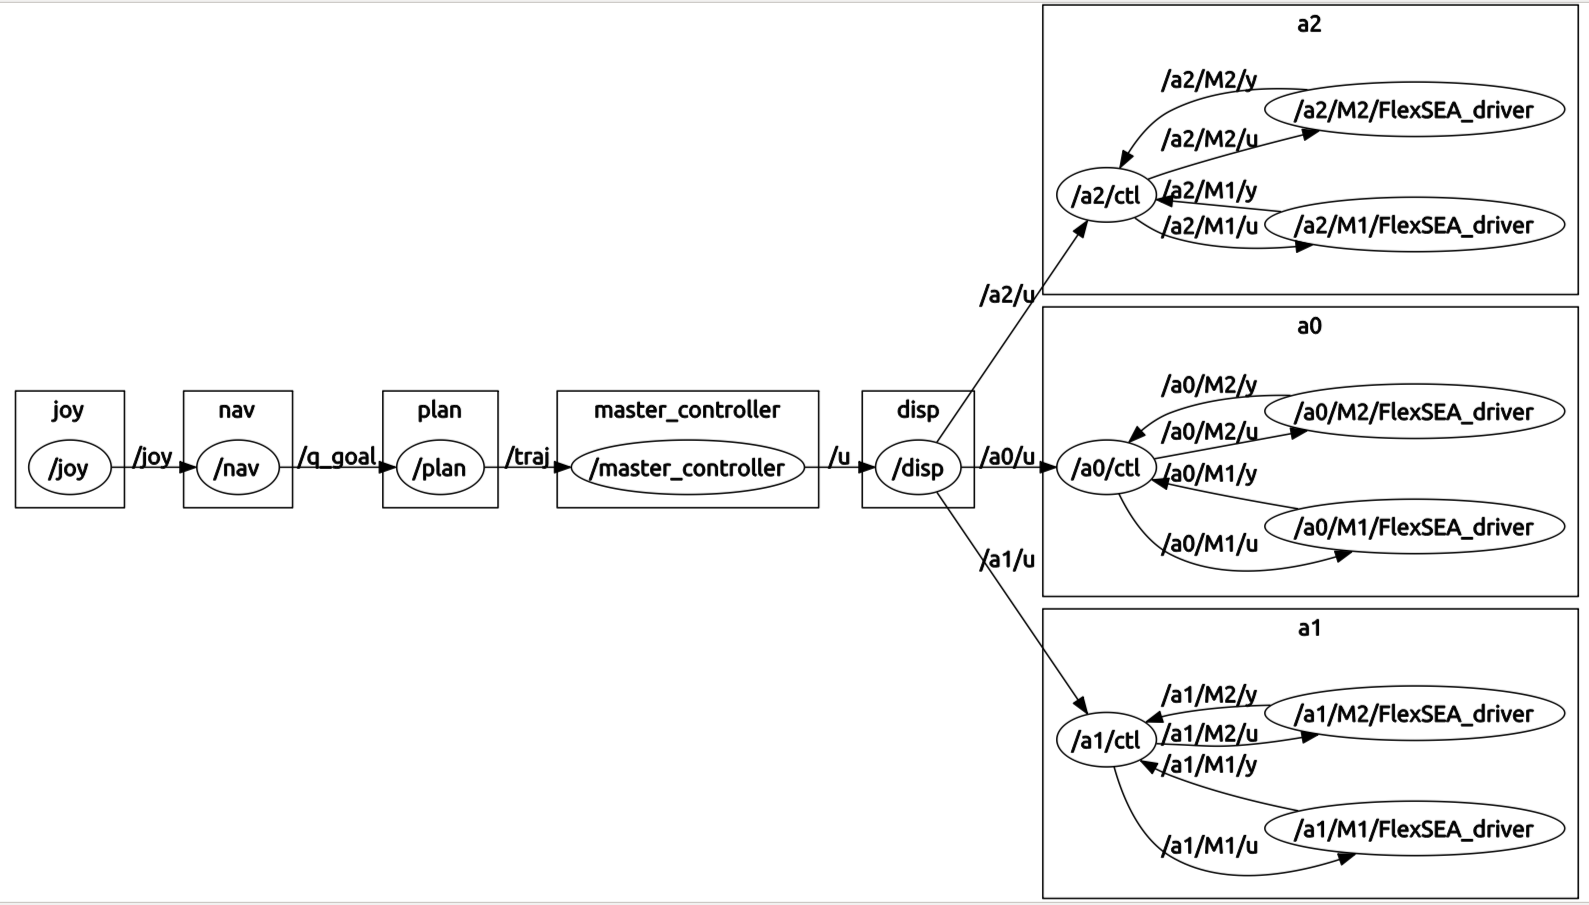 a2
/a2/M2/y
/a2/M2/FlexSEA_driver
/a2/M2/u
/a2/ctl
/a2/M1/y
/a2/M1/u
/a2/M1/FlexSEA_driver
/a2/u
joy
/joy
/joy
nav
/nav
/q_goal
plan
/plan
/traj
master_controller
/master_controller
/u
disp
/disp
/a0/u
a0
/a0/M2/y
/a0/M2/FlexSEA_driver
/a0/M2/u
/a0/ctl
/a0/M1/y
/a0/M1/FlexSEA_driver
/a0/M1/u
/a1/u
a1
/a1/M2/y
/a1/M2/FlexSEA_driver
/a1/M2/u
/a1/ctl
/a1/M1/y
/a1/M1/FlexSEA_driver
/a1/M1/u